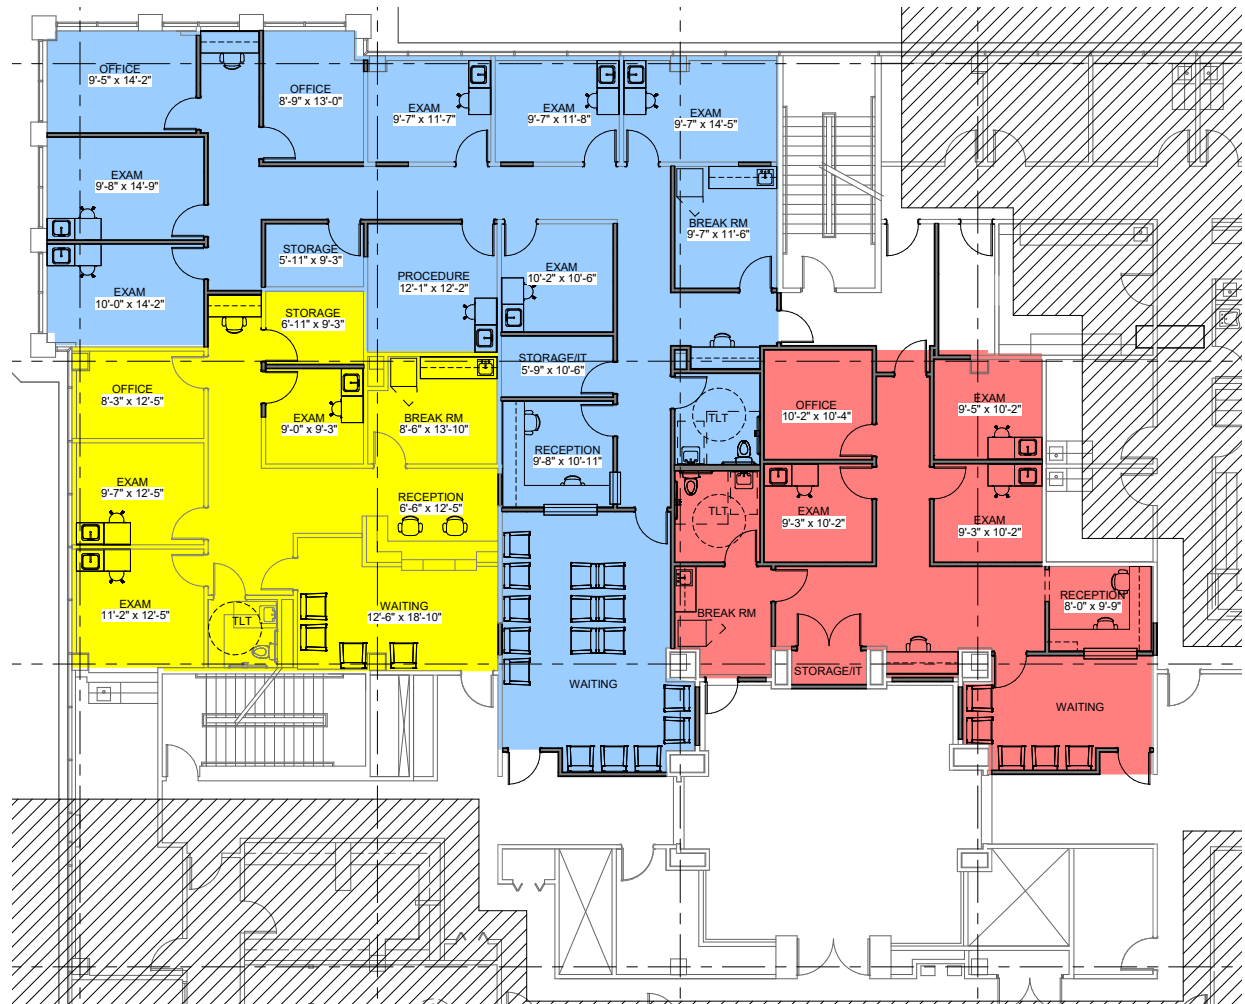 OFFICE
9'-5" x 14'-2"
OFFICE
8'-9" x 13'-0"
EXAM
9'-7" x 11'-7"
EXAM
9'-7" x 11'-8"
EXAM
9'-7" x 14'-5"
EXAM
9'-8" x 14'-9"
BREAK RM
9'-7" x 11'-6"
STORAGE
5'-11" x 9'-3"
PROCEDURE
12'-1" x 12'-2"
EXAM
10'-2" x 10'-6"
EXAM
10'-0" x 14'-2"
STORAGE
6'-11" x 9'-3"
STORAGE/IT
5'-9" x 10'-6"
OFFICE
8'-3" x 12'-5"
EXAM
9'-0" x 9'-3"
BREAK RM
8'-6" x 13'-10"
TLT
OFFICE
10'-2" x 10'-4"
EXAM
9'-5" x 10'-2"
RECEPTION
9'-8" x 10'-11"
EXAM
9'-7" x 12'-5"
RECEPTION
6'-6" x 12'-5"
TLT
EXAM
9'-3" x 10'-2"
EXAM
9'-3" x 10'-2"
EXAM
11'-2" x 12'-5"
TLT
WAITING
12'-6" x 18'-10"
BREAK RM
RECEPTION
8'-0" x 9'-9"
STORAGE/IT
WAITING
WAITING